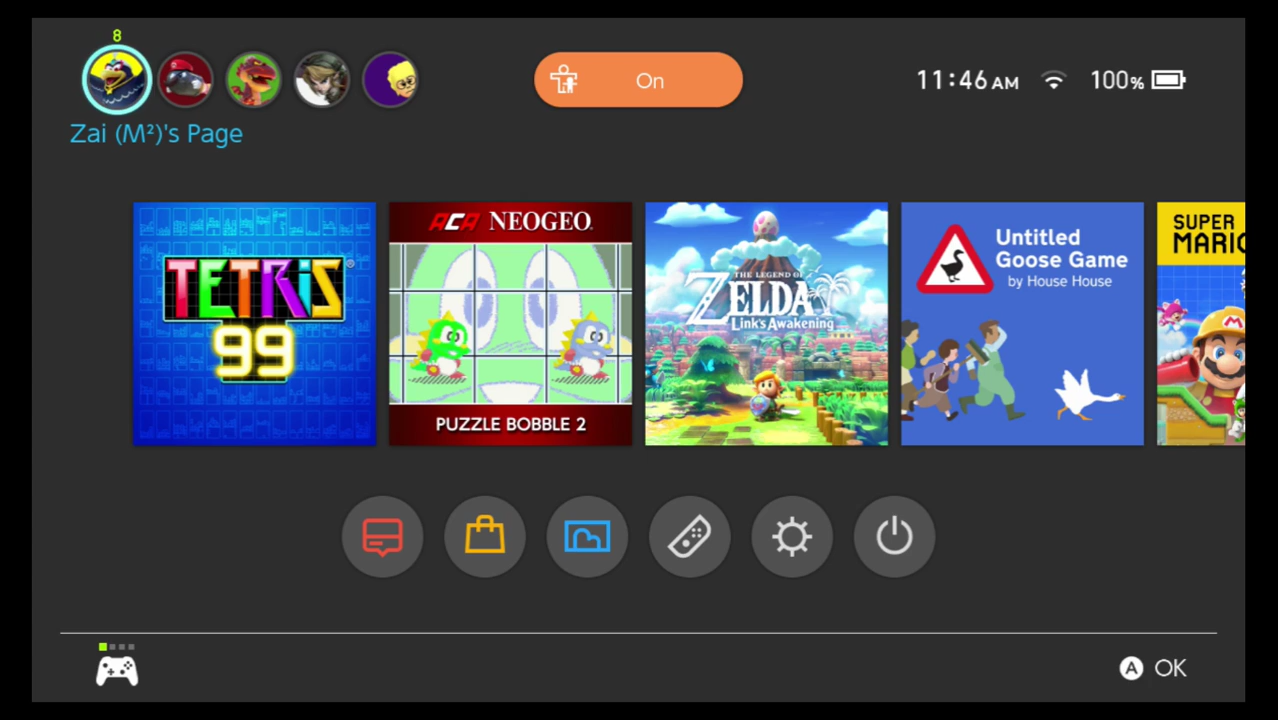 8
On
11:46 AM
100%
Zai (M²)'s Page
TETRIS®
99
ACA NEOGEO
PUZZLE BOBBLE 2
THE LEGEND OF
ZELDA
Link's Awakening
Untitled
Goose Game
by House House
SUPER
MARIO
M
A OK